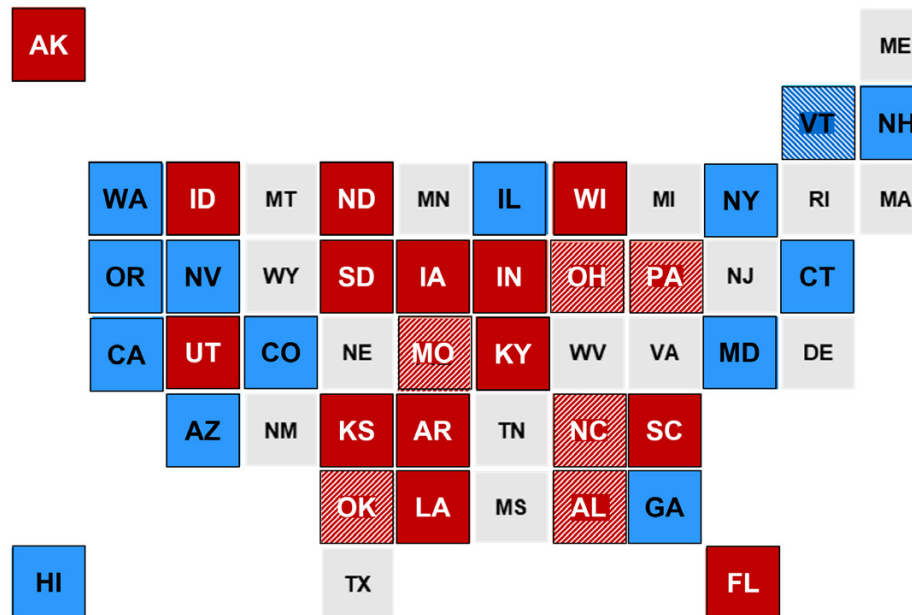 AK
ME
VT NH
WA ID MT ND MN IL WI MI NY RI MA
OR NV WY SD IA IN OH PA NJ CT
CA UT CO NE MO KY WV VA MD DE
AZ NM KS AR TN NC SC
OK LA MS AL GA
HI TX FL